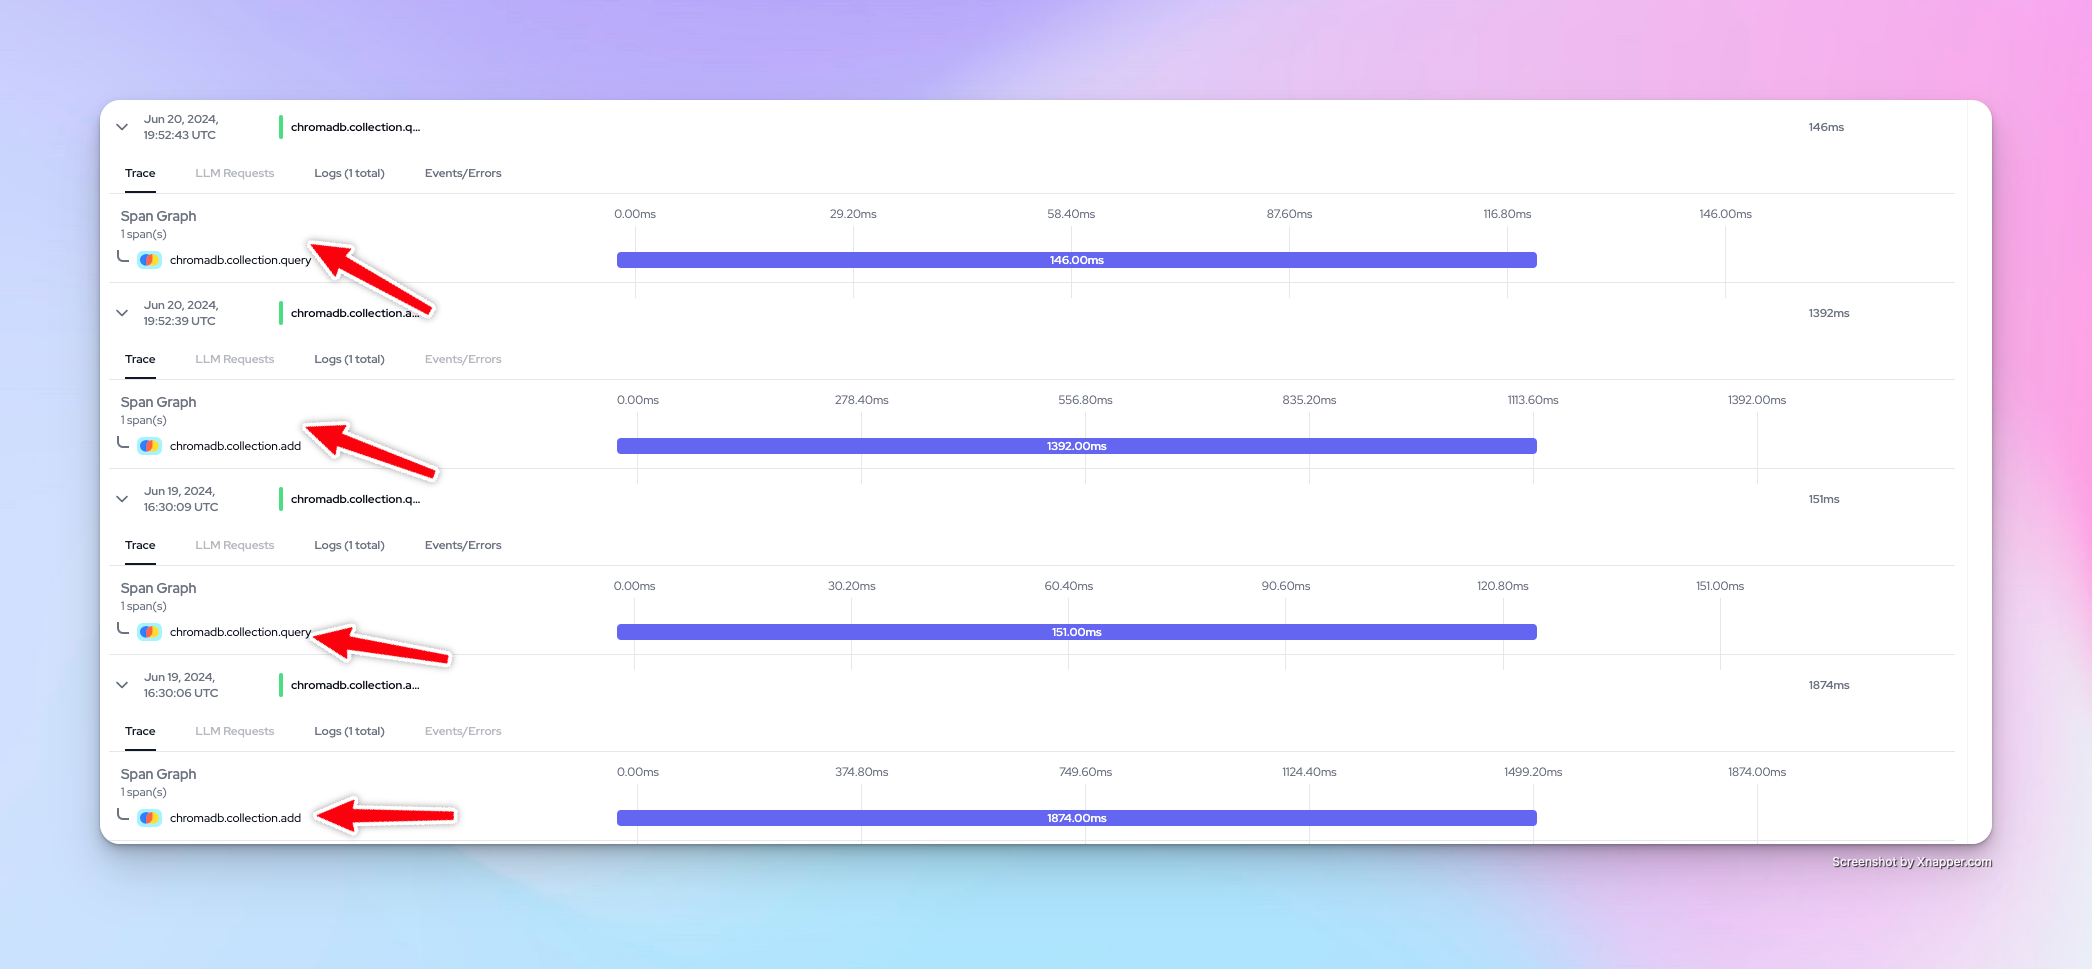 Jun 20, 2024,
19:52:43 UTC
chromadb.collection.q...
146ms
Trace LLM Requests Logs (1 total) Events/Errors
Span Graph
1 span(s)
0.00ms 29.20ms 58.40ms 87.60ms 116.80ms 146.00ms
chromadb.collection.query
146.00ms
Jun 20, 2024,
19:52:39 UTC
chromadb.collection.a...
1392ms
Trace LLM Requests Logs (1 total) Events/Errors
Span Graph
1 span(s)
0.00ms 278.40ms 556.80ms 835.20ms 1113.60ms 1392.00ms
chromadb.collection.add
1392.00ms
Jun 19, 2024,
16:30:09 UTC
chromadb.collection.q...
151ms
Trace LLM Requests Logs (1 total) Events/Errors
Span Graph
1 span(s)
0.00ms 30.20ms 60.40ms 90.60ms 120.80ms 151.00ms
chromadb.collection.query
151.00ms
Jun 19, 2024,
16:30:06 UTC
chromadb.collection.a...
1874ms
Trace LLM Requests Logs (1 total) Events/Errors
Span Graph
1 span(s)
0.00ms 374.80ms 749.60ms 1124.40ms 1499.20ms 1874.00ms
chromadb.collection.add
1874.00ms
Screenshot by Xnapper.com